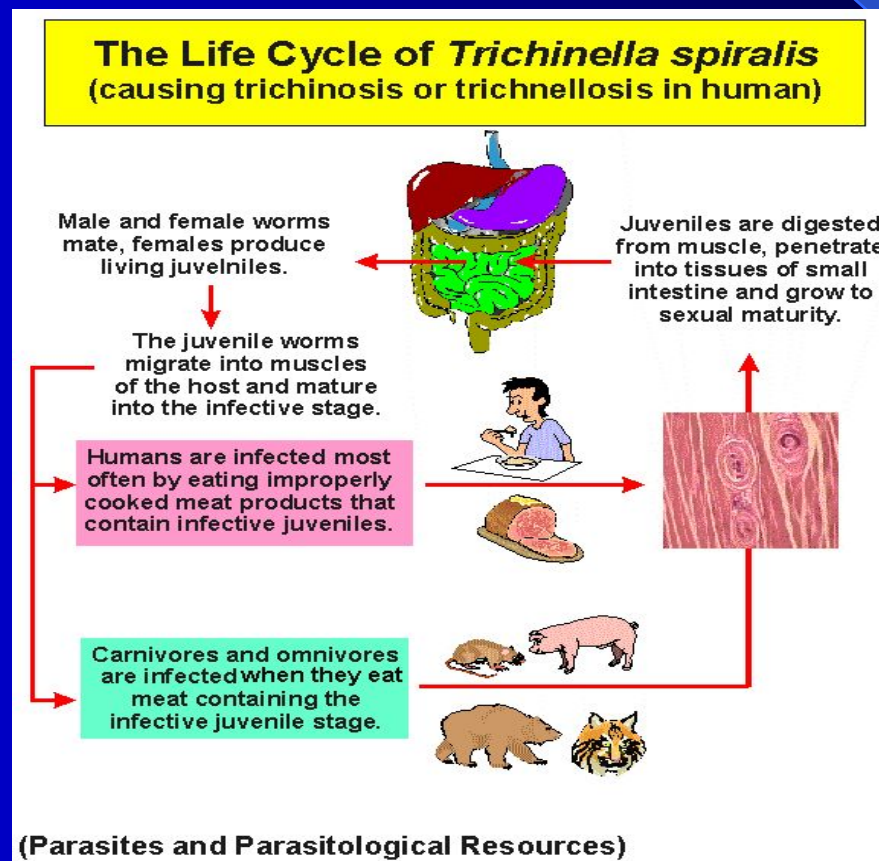 The Life Cycle of Trichinella spiralis
(causing trichinosis or trichnellosis in human)
Male and female worms
mate, females produce
living juvelniles.
Juveniles are digested
from muscle, penetrate
into tissues of small
intestine and grow to
sexual maturity.
The juvenile worms
migrate into muscles
of the host and mature
into the infective stage.
Humans are infected most
often by eating improperly
cooked meat products that
contain infective juveniles.
Carnivores and omnivores
are infected when they eat
meat containing the
infective juvenile stage.
(Parasites and Parasitological Resources)